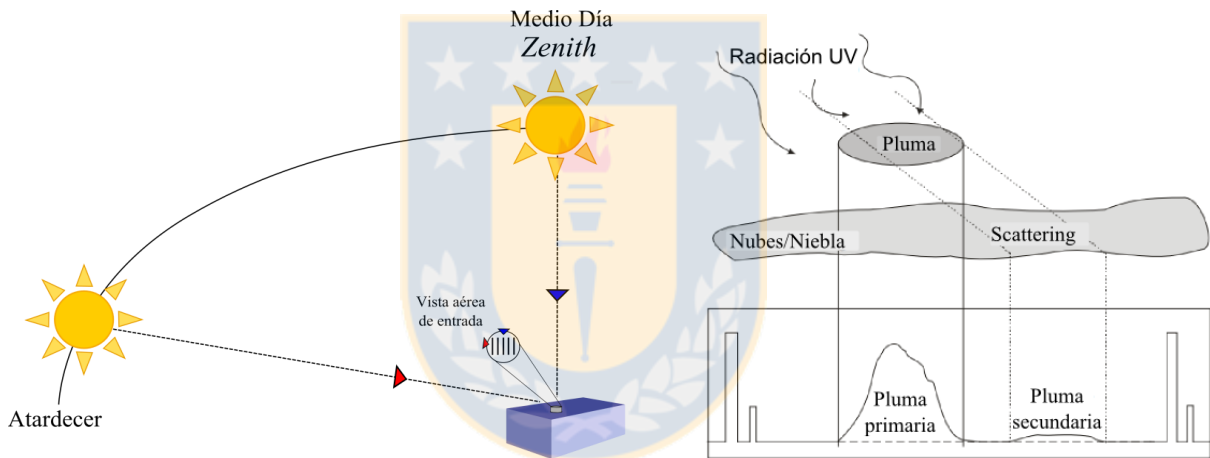 Medio Día
Zenith
Vista aérea
de entrada
Atardecer
Radiación UV
Pluma
Nubes/Niebla
Scattering
Pluma
primaria
Pluma
secundaria